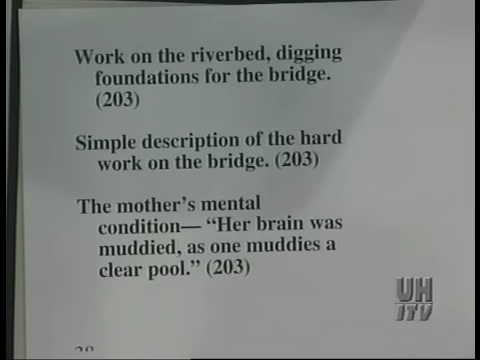 Work on the riverbed, digging
foundations for the bridge.
(203)
Simple description of the hard
work on the bridge. (203)
The mother's mental
condition— “Her brain was
muddied, as one muddies a
clear pool.” (203)
UH
ITV